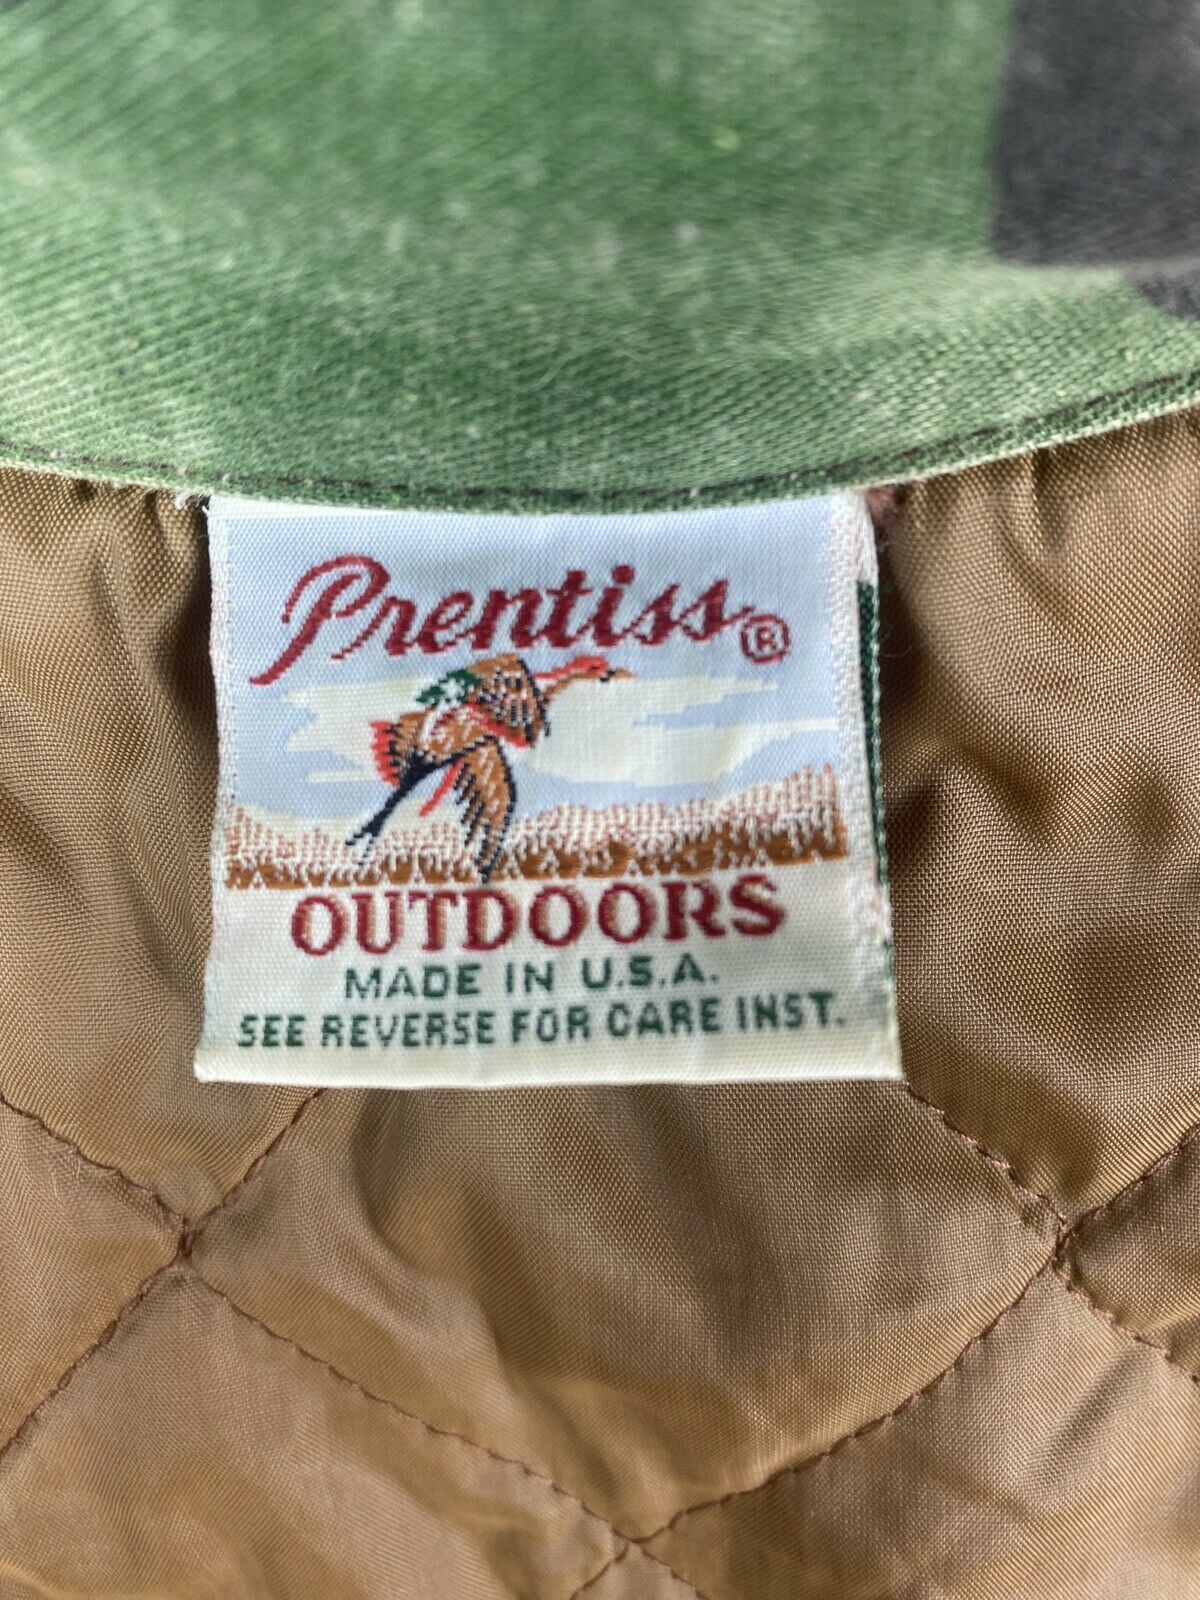 Prentiss®
OUTDOORS
MADE IN U.S.A.
SEE REVERSE FOR CARE INST.